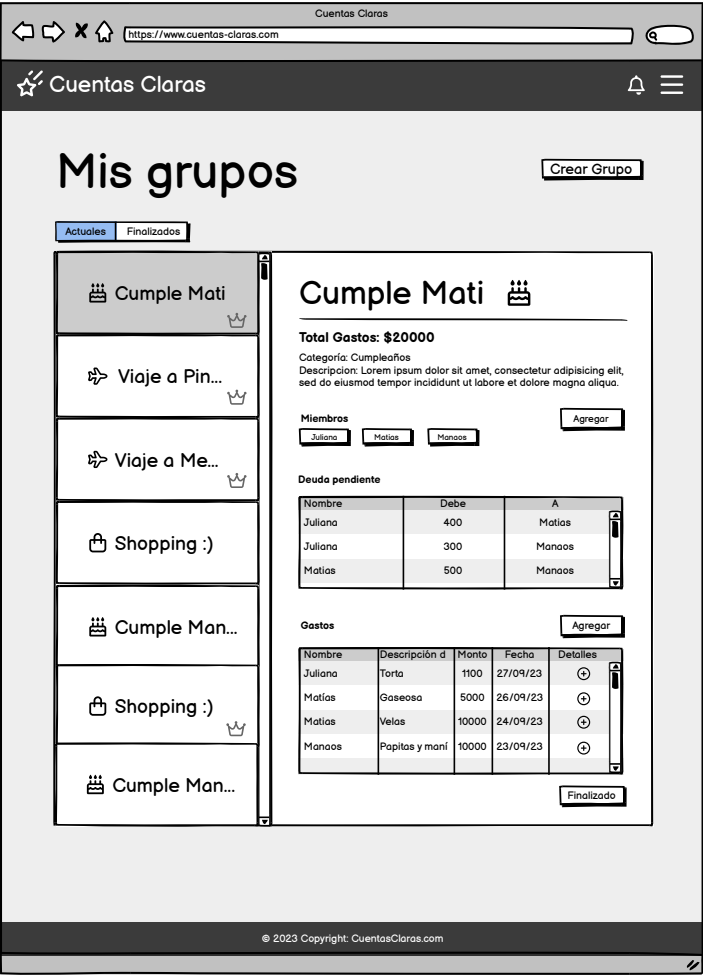 Cuentas Claras
https://www.cuentas-claras.com
Cuentas Claras
Mis grupos
Crear Grupo
Actuales Finalizados
Cumple Mati
Viaje a Pin...
Viaje a Me...
Shopping :)
Cumple Man...
Shopping :)
Cumple Man...
Cumple Mati
Total Gastos: $20000
Categoría: Cumpleaños
Descripcion: Lorem ipsum dolor sit amet, consectetur adipisicing elit,
sed do eiusmod tempor incididunt ut labore et dolore magna aliqua.
Miembros Agregar
Juliana Matias Manaos
Deuda pendiente
Nombre Debe A
Juliana 400 Matias
Juliana 300 Manaos
Matias 500 Manaos
Gastos Agregar
Nombre Descripción d Monto Fecha Detalles
Juliana Torta 1100 27/09/23
Matías Gaseosa 5000 26/09/23
Matias Velas 10000 24/09/23
Manaos Papitas y maní 10000 23/09/23
Finalizado
© 2023 Copyright: CuentasClaras.com